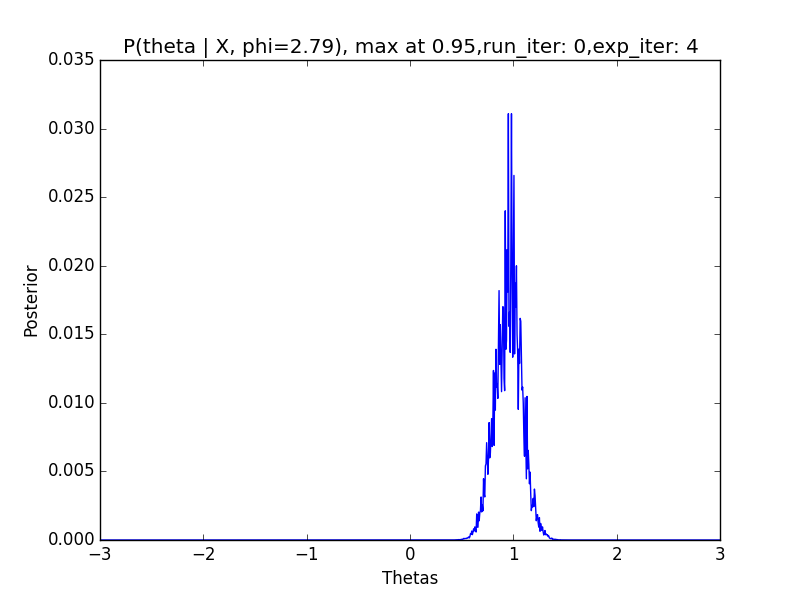 P(theta | X, phi=2.79), max at 0.95,run_iter: 0,exp_iter: 4
0.035
0.030
0.025
0.020
0.015
0.010
0.005
0.000
Posterior
−3 −2 −1 0 1 2 3
Thetas